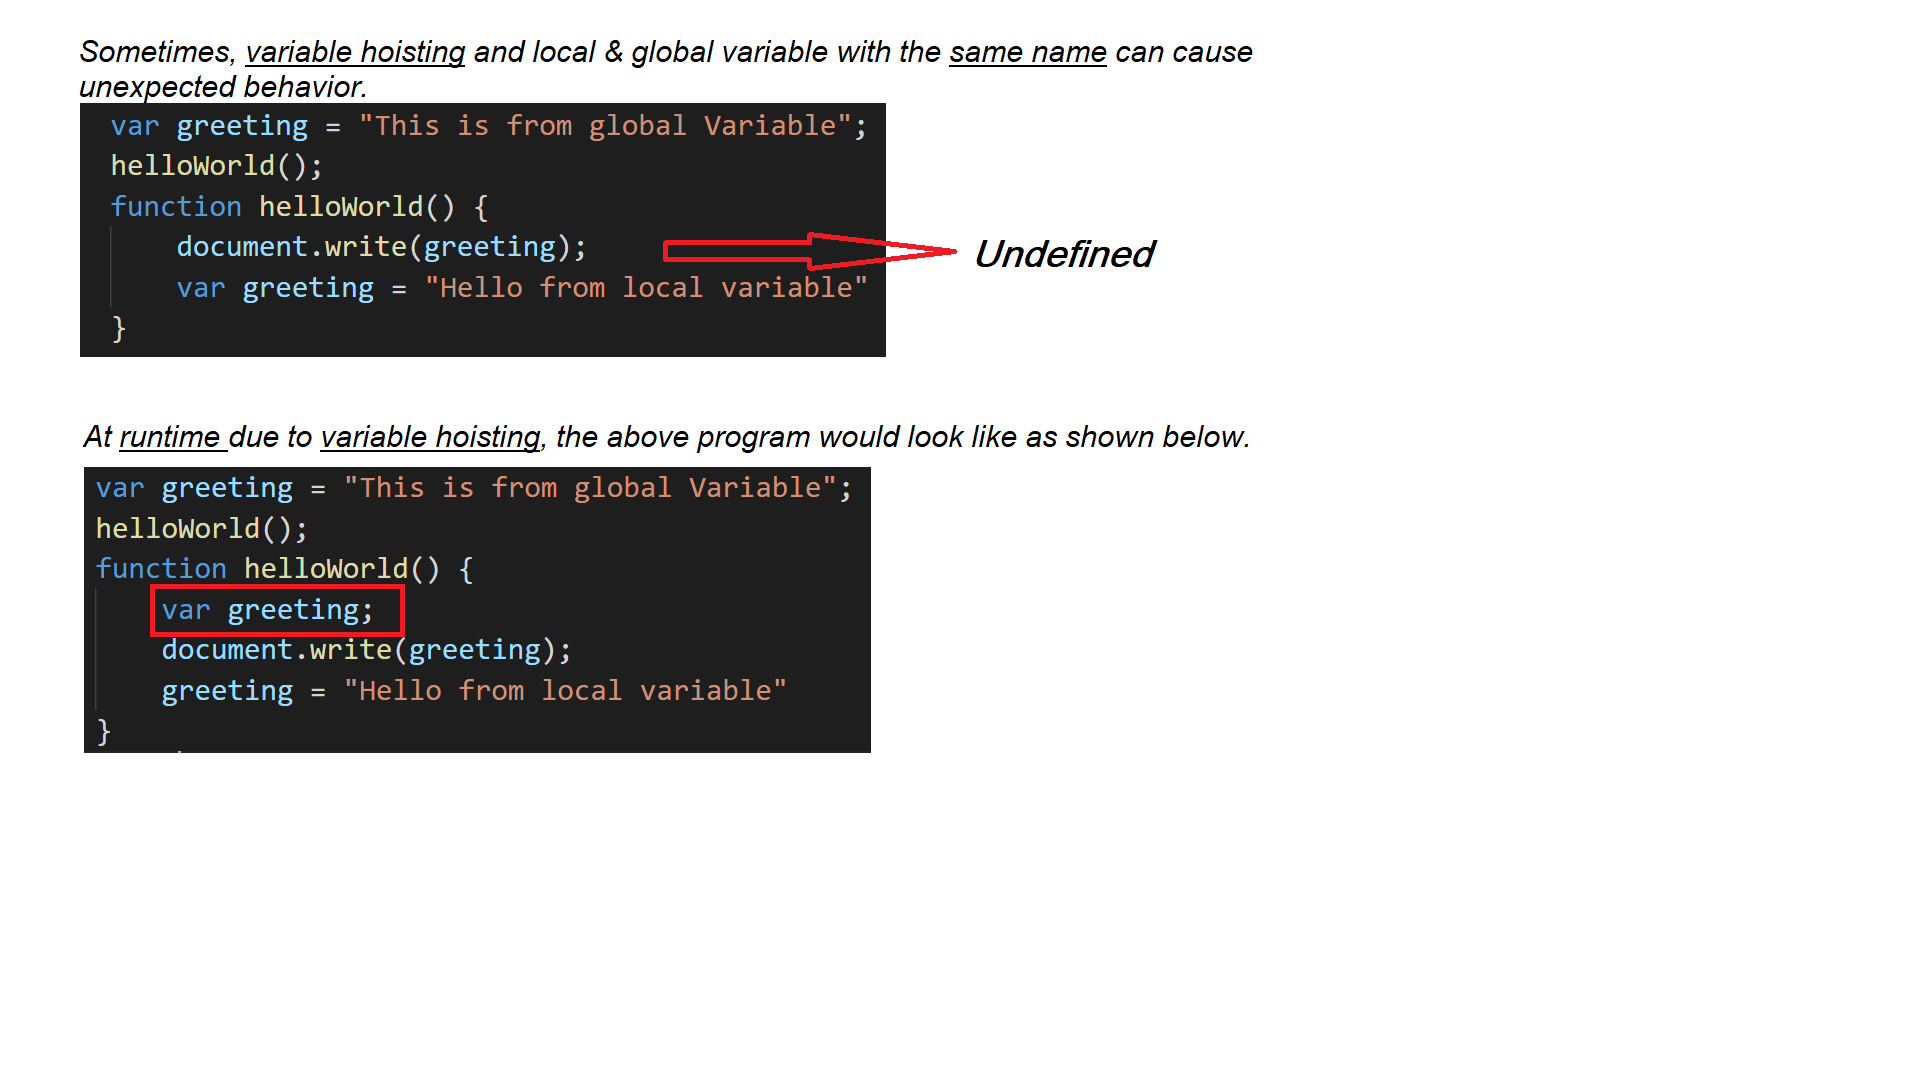 Sometimes, variable hoisting and local & global variable with the same name can cause
unexpected behavior.
var greeting = "This is from global Variable";
helloWorld();
function helloWorld() {
document.write(greeting);
Undefined
var greeting = "Hello from local variable"
}
At runtime due to variable hoisting, the above program would look like as shown below.
var greeting = "This is from global Variable";
helloWorld();
function helloWorld() {
var greeting;
document.write(greeting);
greeting = "Hello from local variable"
}